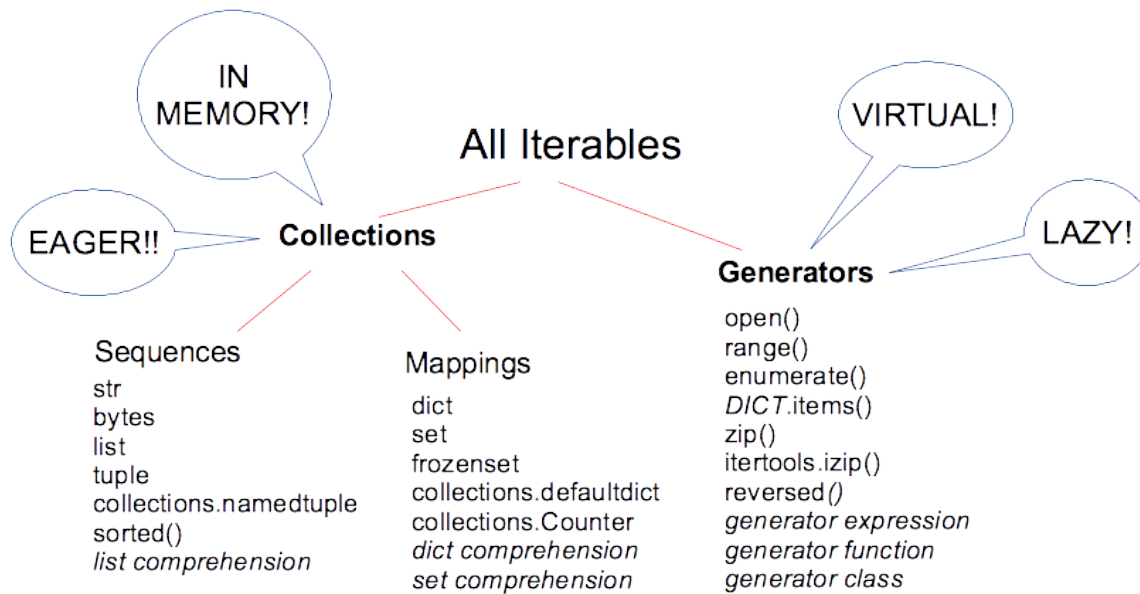 IN
MEMORY!
VIRTUAL!
All Iterables
EAGER!!
Collections
LAZY!
Generators
Sequences
str
bytes
list
tuple
collections.namedtuple
sorted()
list comprehension
Mappings
dict
set
frozenset
collections.defaultdict
collections.Counter
dict comprehension
set comprehension
open()
range()
enumerate()
DICT.items()
zip()
itertools.izip()
reversed()
generator expression
generator function
generator class